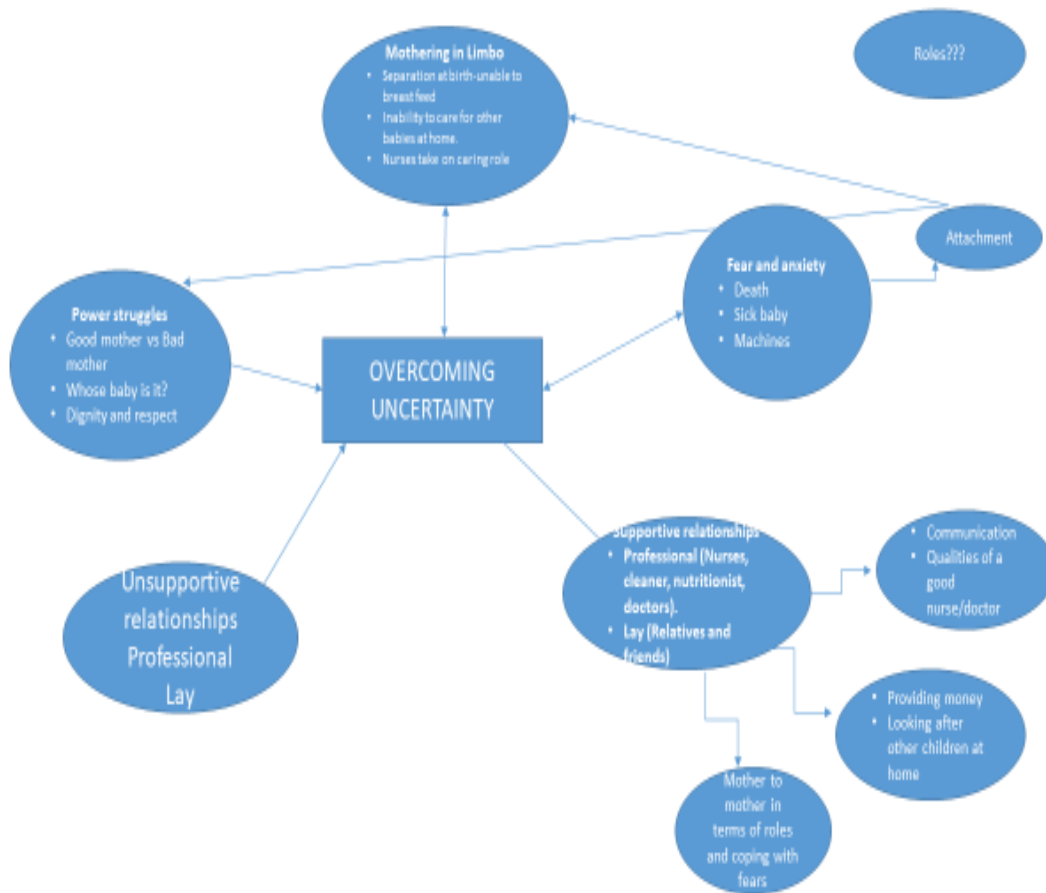 Mothering in Limbo
• Separation at birth-unable to
breast feed
• Inability to care for other
babies at home.
• Nurses take on caring role
Roles???
Attachment
Fear and anxiety
• Death
• Sick baby
• Machines
Power struggles
• Good mother vs Bad
mother
• Whose baby is it?
• Dignity and respect
OVERCOMING
UNCERTAINTY
Unsupportive
relationships
Professional
Lay
Supportive relationships
• Professional (Nurses,
cleaner, nutritionist,
doctors).
• Lay (Relatives and
friends)
• Communication
• Qualities of a
good
nurse/doctor
• Providing money
• Looking after
other children at
home
Mother to
mother in
terms of roles
and coping with
fears